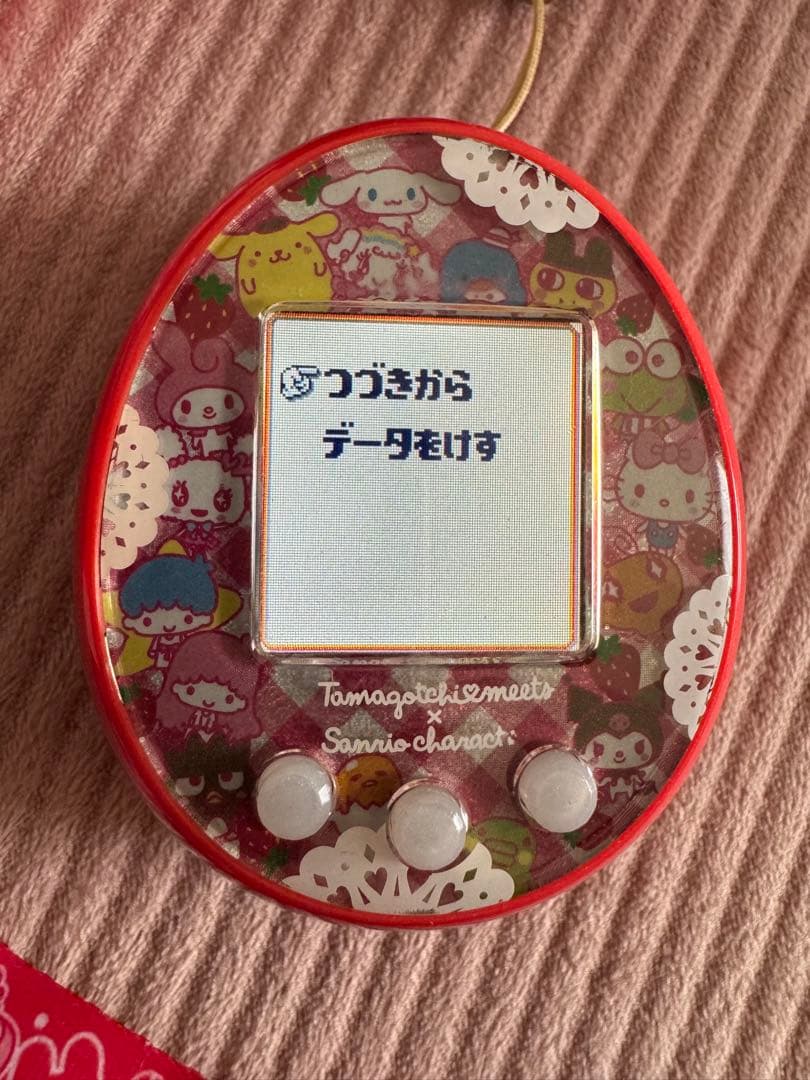 つづきから
データをけす
Tamagotchi♡meets
×
Sanrio charact